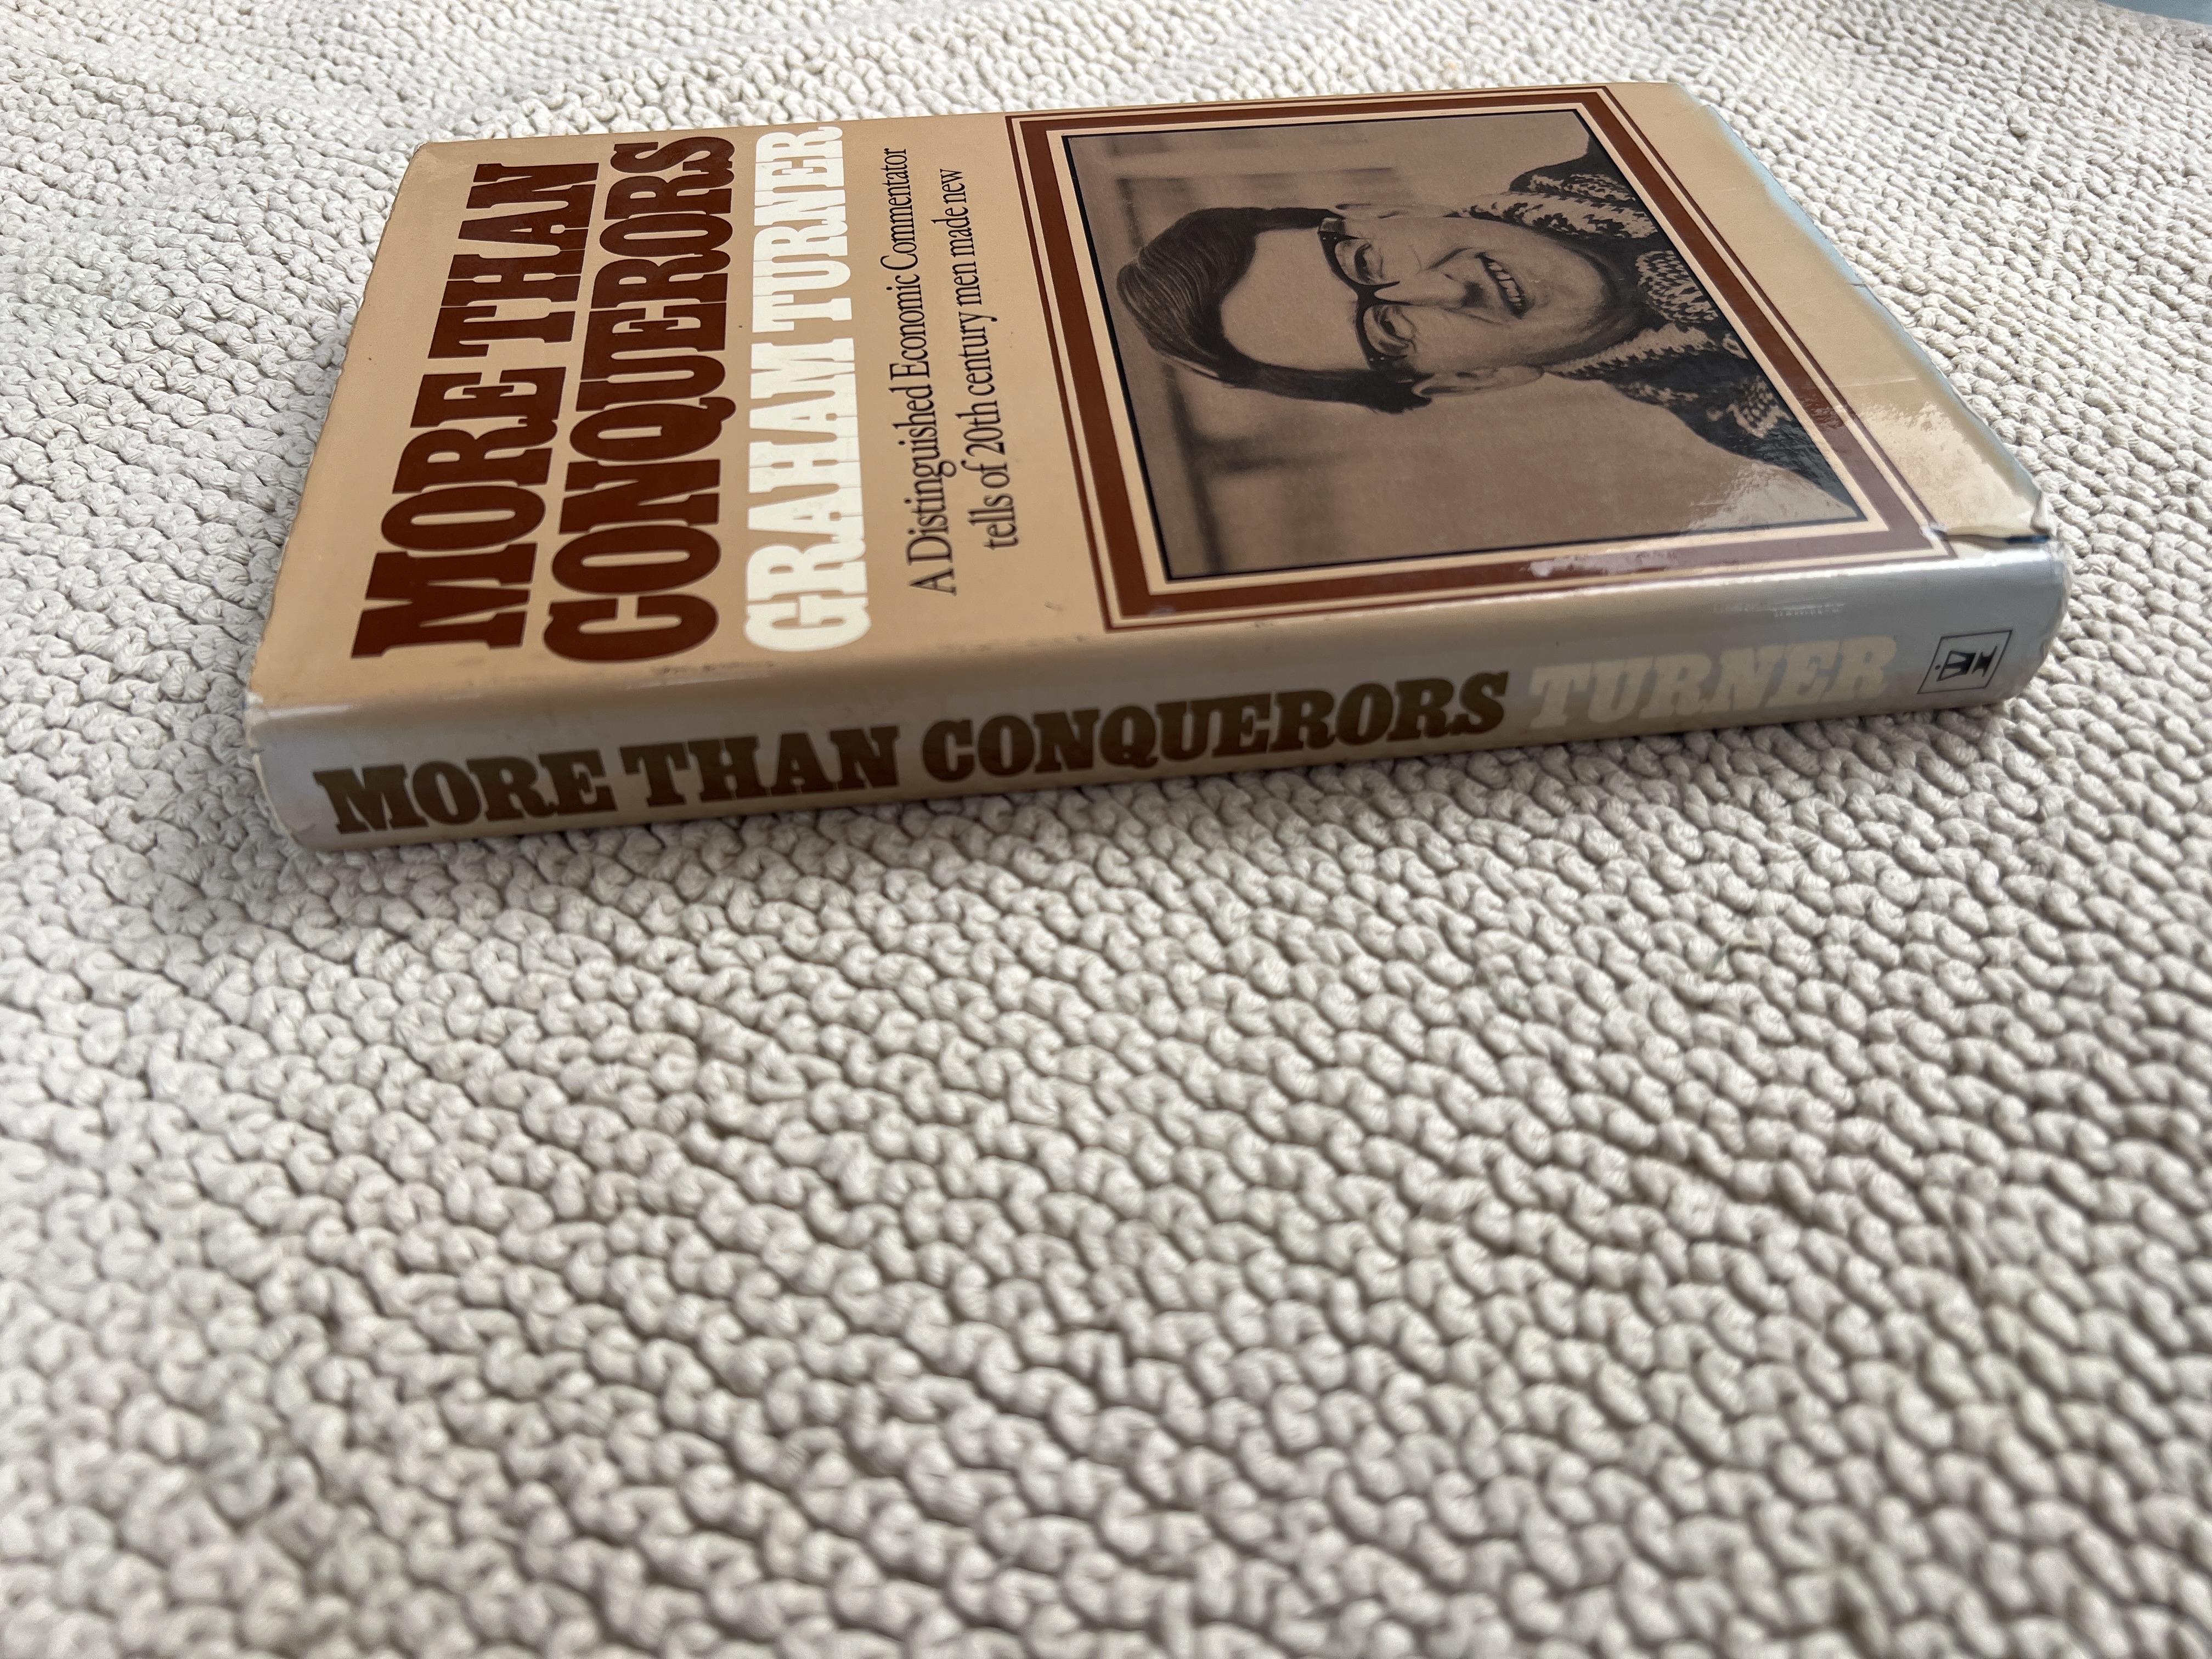 MORE THAN
CONQUERORS
GRAHAM TURNER
A Distinguished Economic Commentator
tells of 20th century men made new
MORE THAN CONQUERORS TURNER